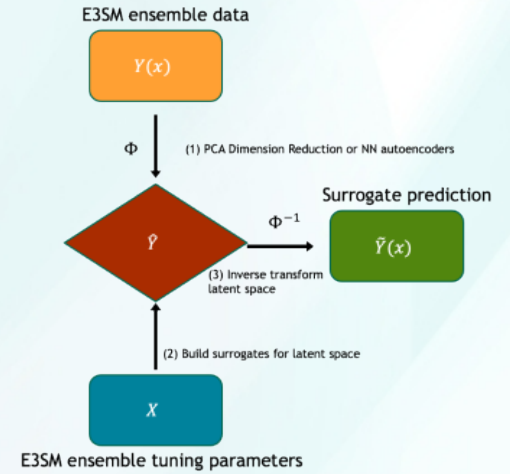 E3SM ensemble data
Y(x)
Φ
(1) PCA Dimension Reduction or NN autoencoders
Surrogate prediction
Φ⁻¹
Ŷ
Ỹ(x)
(3) Inverse transform
latent space
(2) Build surrogates for latent space
X
E3SM ensemble tuning parameters